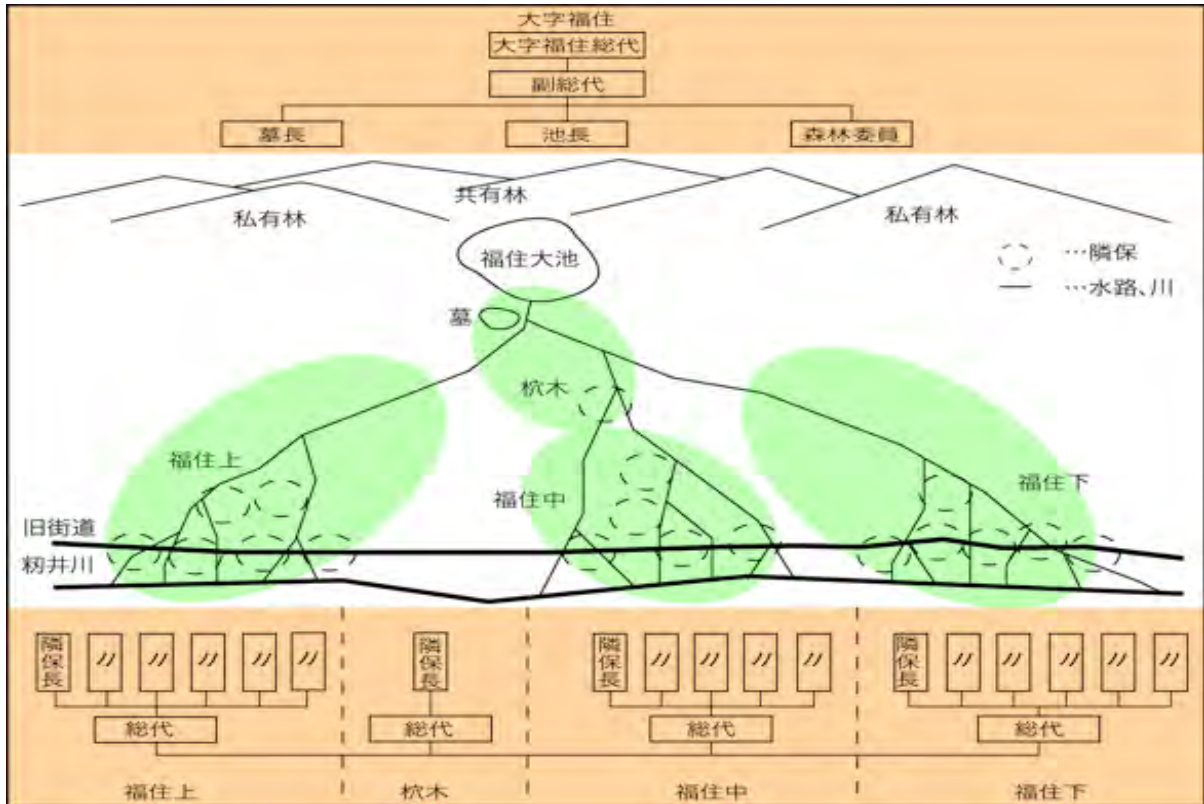 大字福住
大字福住総代
副総代
墓長
池長
森林委員
共有林
私有林
私有林
福住大池
…隣保
…水路、川
墓
杭木
福住上
福住中
福住下
旧街道
籾井川
隣保長 〃 〃 〃 〃 〃
隣保長
隣保長 〃 〃 〃 〃
隣保長 〃 〃 〃 〃 〃
総代
総代
総代
総代
福住上
杭木
福住中
福住下